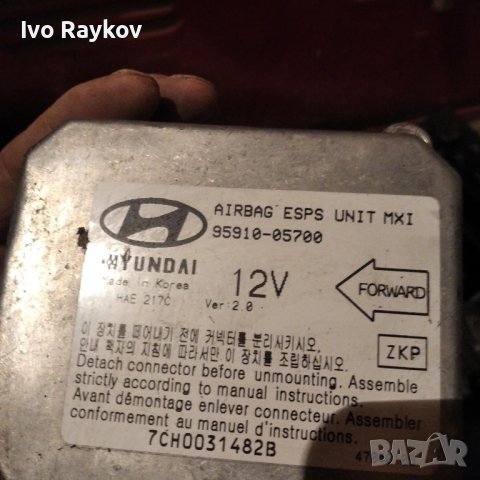 Ivo Raykov
AIRBAG ESPS UNIT MXI
95910-05700
HYUNDAI
Made in Korea
HAE 217C
12V
Ver: 2.0
FORWARD
ZKP
이 장치를 떼어내기 전에 커넥터를 분리시키시오.
안내 책자의 지침에 따라서만 이 장치를 조립하십시오.
Detach connector before unmounting. Assemble
strictly according to manual instructions.
Avant démontage enlever connecteur. Assembler
conformement au manuel d'instructions.
7CH0031482B
BAZAR